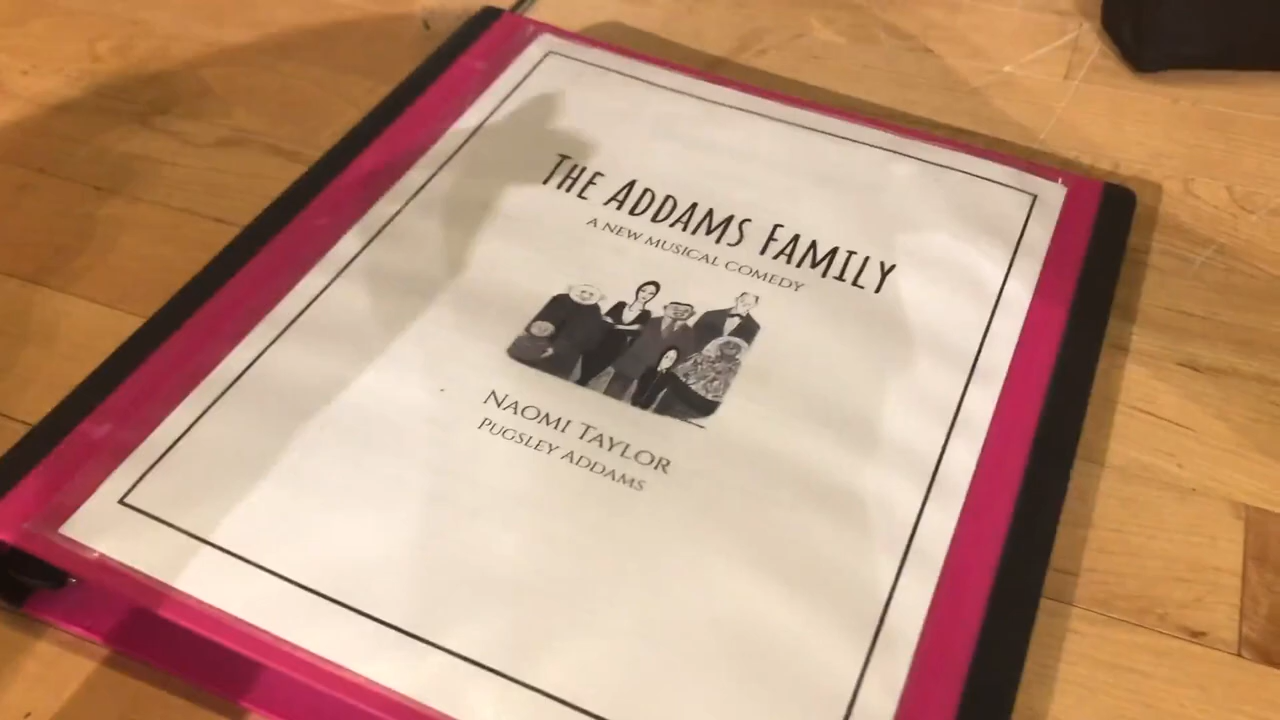 The Addams Family
A New Musical Comedy
Naomi Taylor
Pugsley Addams